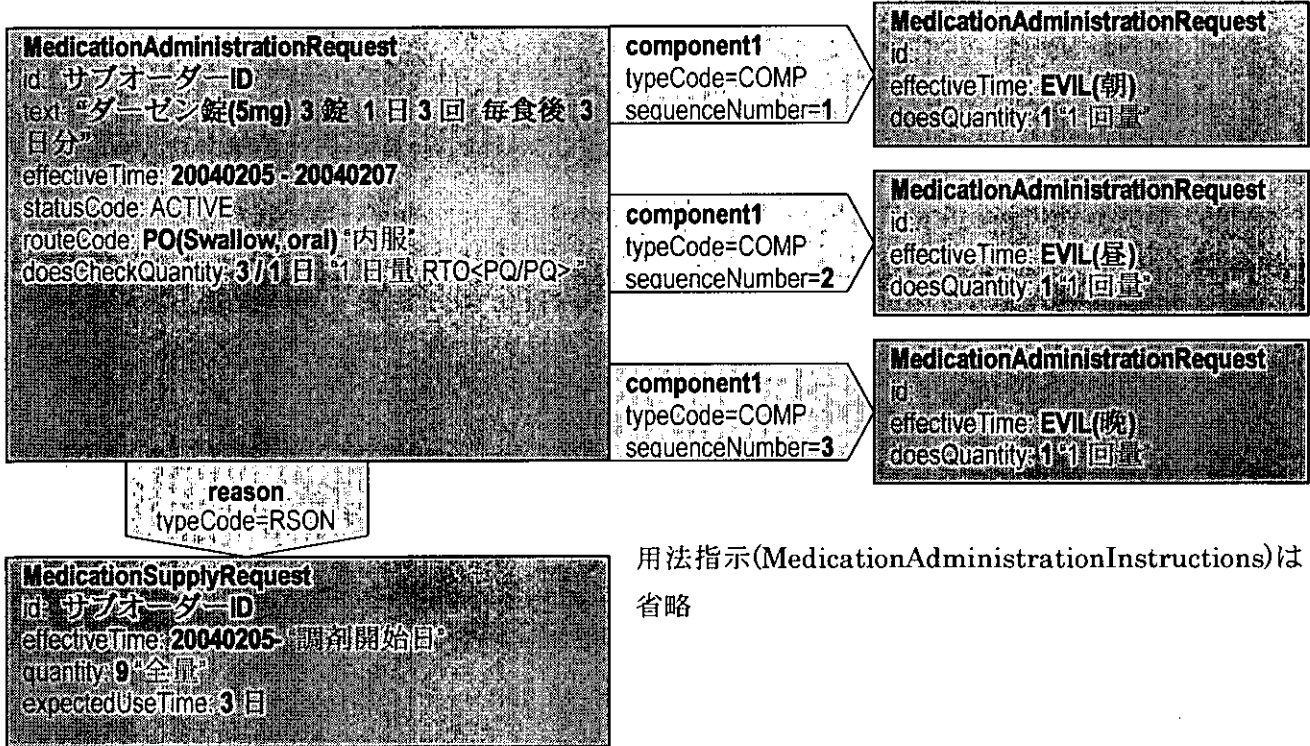 MedicationAdministrationRequest
id: サブオーダーID
text: "ダーゼン錠(5mg) 3 錠 1 日 3 回 毎食後 3
日分"
effectiveTime: 20040205 - 20040207
statusCode: ACTIVE
routeCode: PO(Swallow, oral) "内服"
doesCheckQuantity: 3 / 1 日 "1 日量 RTO<PQ/PQ>"
component1
typeCode=COMP
sequenceNumber=1
MedicationAdministrationRequest
id:
effectiveTime: EVIL(朝)
doesQuantity: 1 "1 回量"
component1
typeCode=COMP
sequenceNumber=2
MedicationAdministrationRequest
id:
effectiveTime: EVIL(昼)
doesQuantity: 1 "1 回量"
component1
typeCode=COMP
sequenceNumber=3
MedicationAdministrationRequest
id:
effectiveTime: EVIL(晩)
doesQuantity: 1 "1 回量"
reason
typeCode=RSON
MedicationSupplyRequest
id: サブオーダーID
effectiveTime: 20040205- "調剤開始日"
quantity: 9 "全量"
expectedUseTime: 3 日
用法指示(MedicationAdministrationInstructions)は
省略